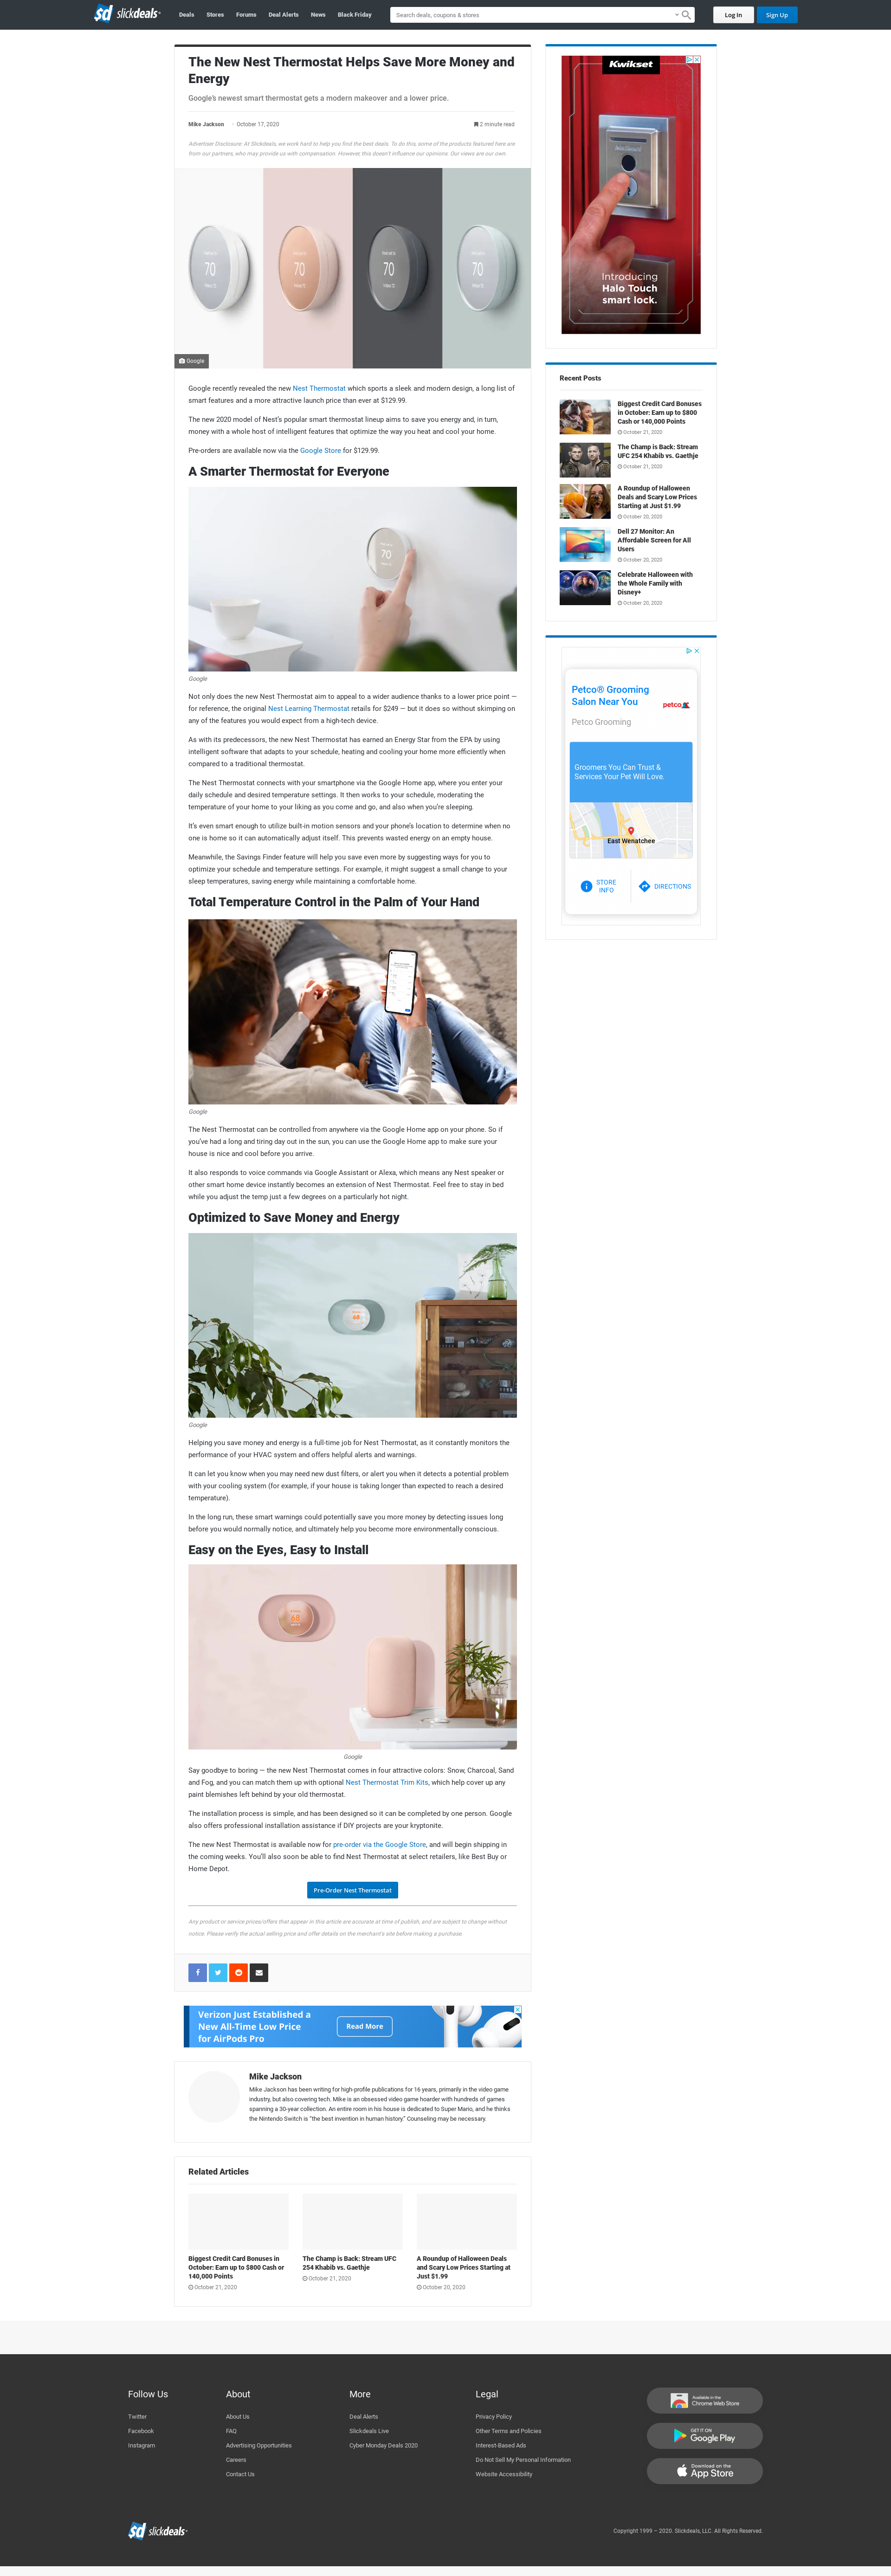 sd slickdeals
Deals Stores Forums Deal Alerts News Black Friday
Search deals, coupons & stores
Log In
Sign Up
The New Nest Thermostat Helps Save More Money and
Energy
Google's newest smart thermostat gets a modern makeover and a lower price.
Mike Jackson - October 17, 2020
2 minute read
Advertiser Disclosure: At Slickdeals, we work hard to help you find the best deals. To do this, some of the products featured here are
from our partners, who may provide us with compensation. However, this doesn't influence our opinions. Our views are our own.
70
70
70
70
Google
Google recently revealed the new Nest Thermostat which sports a sleek and modern design, a long list of
smart features and a more attractive launch price than ever at $129.99.
The new 2020 model of Nest's popular smart thermostat lineup aims to save you energy and, in turn,
money with a whole host of intelligent features that optimize the way you heat and cool your home.
Pre-orders are available now via the Google Store for $129.99.
A Smarter Thermostat for Everyone
70
Google
Not only does the new Nest Thermostat aim to appeal to a wider audience thanks to a lower price point —
for reference, the original Nest Learning Thermostat retails for $249 — but it does so without skimping on
any of the features you would expect from a high-tech device.
As with its predecessors, the new Nest Thermostat has earned an Energy Star from the EPA by using
intelligent software that adapts to your schedule, heating and cooling your home more efficiently when
compared to a traditional thermostat.
The Nest Thermostat connects with your smartphone via the Google Home app, where you enter your
daily schedule and desired temperature settings. It then works to your schedule, moderating the
temperature of your home to your liking as you come and go, and also when you're sleeping.
It's even smart enough to utilize built-in motion sensors and your phone's location to determine when no
one is home so it can automatically adjust itself. This prevents wasted energy on an empty house.
Meanwhile, the Savings Finder feature will help you save even more by suggesting ways for you to
optimize your schedule and temperature settings. For example, it might suggest a small change to your
sleep temperatures, saving energy while maintaining a comfortable home.
Total Temperature Control in the Palm of Your Hand
Google
The Nest Thermostat can be controlled from anywhere via the Google Home app on your phone. So if
you've had a long and tiring day out in the sun, you can use the Google Home app to make sure your
house is nice and cool before you arrive.
It also responds to voice commands via Google Assistant or Alexa, which means any Nest speaker or
other smart home device instantly becomes an extension of Nest Thermostat. Feel free to stay in bed
while you adjust the temp just a few degrees on a particularly hot night.
Optimized to Save Money and Energy
68
Google
Helping you save money and energy is a full-time job for Nest Thermostat, as it constantly monitors the
performance of your HVAC system and offers helpful alerts and warnings.
It can let you know when you may need new dust filters, or alert you when it detects a potential problem
with your cooling system (for example, if your house is taking longer than expected to reach a desired
temperature).
In the long run, these smart warnings could potentially save you more money by detecting issues long
before you would normally notice, and ultimately help you become more environmentally conscious.
Easy on the Eyes, Easy to Install
68
Google
Say goodbye to boring — the new Nest Thermostat comes in four attractive colors: Snow, Charcoal, Sand
and Fog, and you can match them up with optional Nest Thermostat Trim Kits, which help cover up any
paint blemishes left behind by your old thermostat.
The installation process is simple, and has been designed so it can be completed by one person. Google
also offers professional installation assistance if DIY projects are your kryptonite.
The new Nest Thermostat is available now for pre-order via the Google Store, and will begin shipping in
the coming weeks. You'll also soon be able to find Nest Thermostat at select retailers, like Best Buy or
Home Depot.
Pre-Order Nest Thermostat
Any product or service prices/offers that appear in this article are accurate at time of publish, and are subject to change without
notice. Please verify the actual selling price and offer details on the merchant's site before making a purchase.
Verizon Just Established a
New All-Time Low Price
for AirPods Pro
Read More
Mike Jackson
Mike Jackson has been writing for high-profile publications for 16 years, primarily in the video game
industry, but also covering tech. Mike is an obsessed video game hoarder with hundreds of games
spanning a 30-year collection. An entire room in his house is dedicated to Super Mario, and he thinks
the Nintendo Switch is "the best invention in human history." Counseling may be necessary.
Related Articles
Biggest Credit Card Bonuses in
October: Earn up to $800 Cash or
140,000 Points
October 21, 2020
The Champ is Back: Stream UFC
254 Khabib vs. Gaethje
October 21, 2020
A Roundup of Halloween Deals
and Scary Low Prices Starting at
Just $1.99
October 20, 2020
Kwikset
Introducing
Halo Touch
smart lock.
Recent Posts
Biggest Credit Card Bonuses
in October: Earn up to $800
Cash or 140,000 Points
October 21, 2020
The Champ is Back: Stream
UFC 254 Khabib vs. Gaethje
October 21, 2020
A Roundup of Halloween
Deals and Scary Low Prices
Starting at Just $1.99
October 20, 2020
Dell 27 Monitor: An
Affordable Screen for All
Users
October 20, 2020
Celebrate Halloween with
the Whole Family with
Disney+
October 20, 2020
Petco® Grooming
Salon Near You
petco
Petco Grooming
Groomers You Can Trust &
Services Your Pet Will Love.
East Wenatchee
STORE
INFO
DIRECTIONS
Follow Us
Twitter
Facebook
Instagram
About
About Us
FAQ
Advertising Opportunities
Careers
Contact Us
More
Deal Alerts
Slickdeals Live
Cyber Monday Deals 2020
Legal
Privacy Policy
Other Terms and Policies
Interest-Based Ads
Do Not Sell My Personal Information
Website Accessibility
Available in the
Chrome Web Store
GET IT ON
Google Play
Download on the
App Store
sd slickdeals
Copyright 1999 – 2020. Slickdeals, LLC. All Rights Reserved.